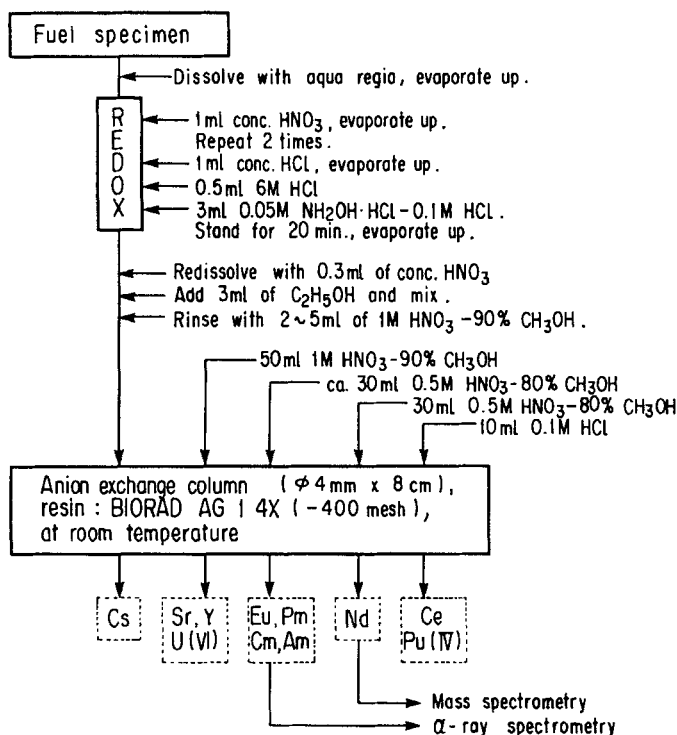 Fuel specimen
Dissolve with aqua regia, evaporate up.
REDOX
1ml conc. HNO₃, evaporate up.
Repeat 2 times.
1ml conc. HCl, evaporate up.
0.5ml 6M HCl
3ml 0.05M NH₂OH·HCl-0.1M HCl.
Stand for 20 min., evaporate up.
Redissolve with 0.3ml of conc. HNO₃
Add 3ml of C₂H₅OH and mix.
Rinse with 2~5ml of 1M HNO₃-90% CH₃OH.
50ml 1M HNO₃-90% CH₃OH
ca. 30ml 0.5M HNO₃-80% CH₃OH
30ml 0.5M HNO₃-80% CH₃OH
10ml 0.1M HCl
Anion exchange column (φ4mm x 8cm),
resin : BIORAD AG 1 4X (-400 mesh),
at room temperature
Cs
Sr, Y
U(VI)
Eu, Pm
Cm, Am
Nd
Ce
Pu(IV)
Mass spectrometry
α-ray spectrometry